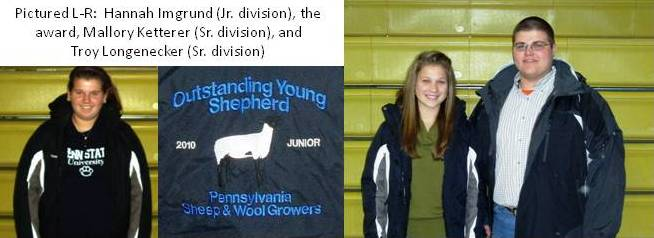 Pictured L-R: Hannah Imgrund (Jr. division), the
award, Mallory Ketterer (Sr. division), and
Troy Longenecker (Sr. division)
PENN STATE
University
Outstanding Young
Shepherd
2010
JUNIOR
Pennsylvania
Sheep & Wool Growers